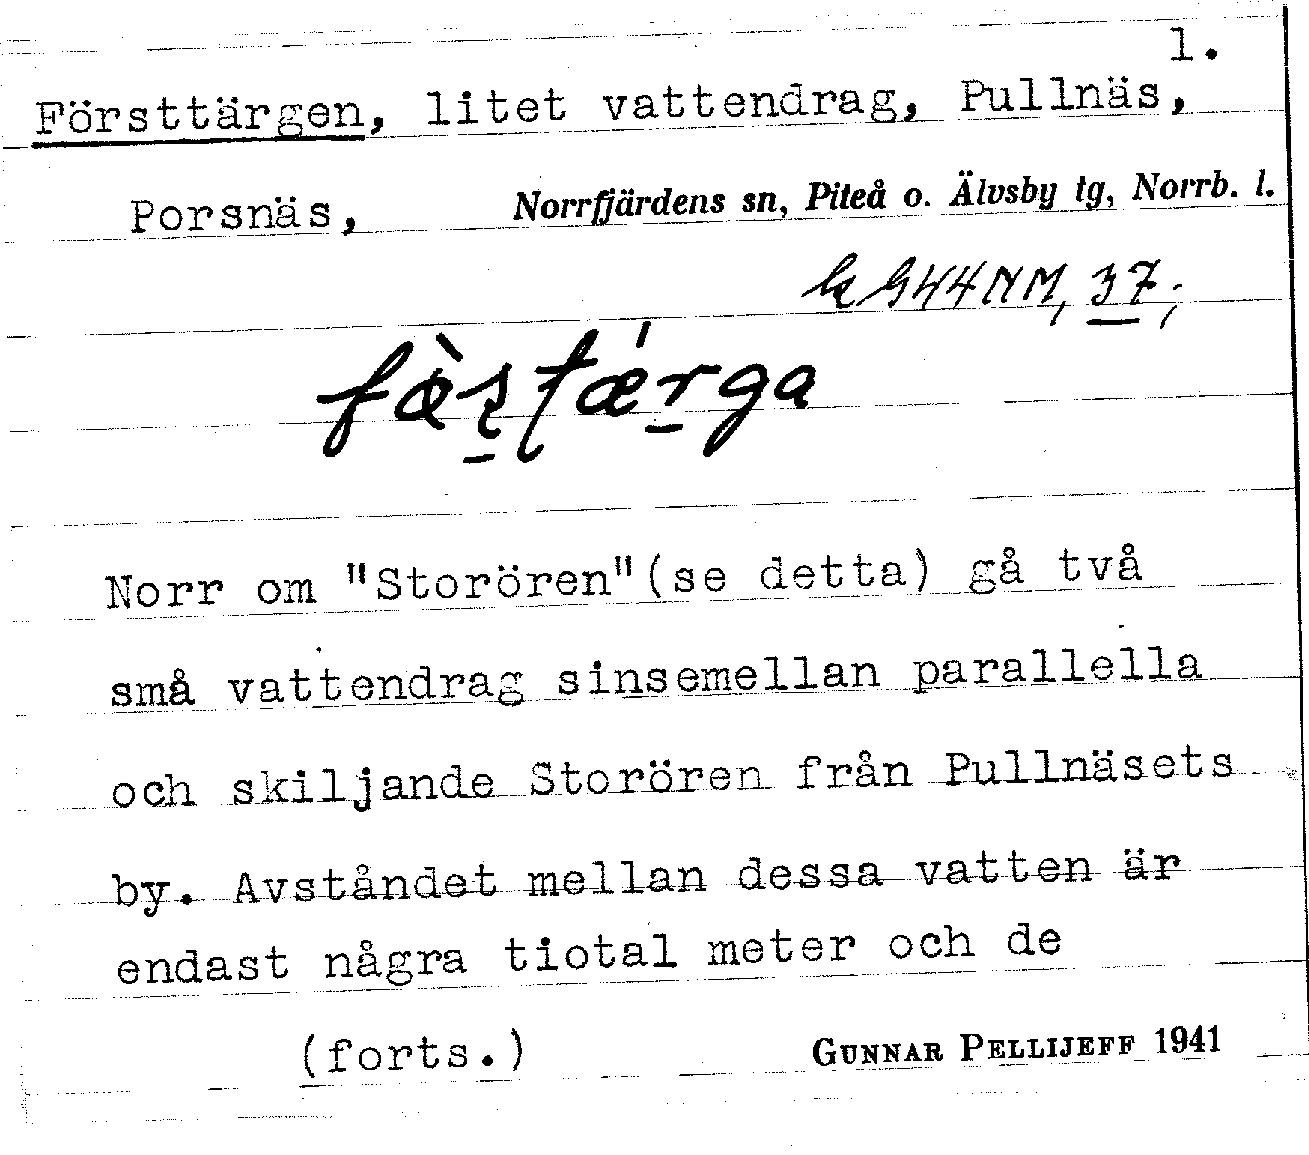 1.
Försttärgen, litet vattendrag, Pullnäs,
Porsnäs, Norrfjärdens sn, Piteå o. Älvsby tg, Norrb. l.
37;
Norr om "Storören"(se detta) gå två
små vattendrag sinsemellan parallella
och skiljande Storören från Pullnäsets
by. Avståndet mellan dessa vatten är
endast några tiotal meter och de
(forts.) GUNNAR PELLIJEFF 1941